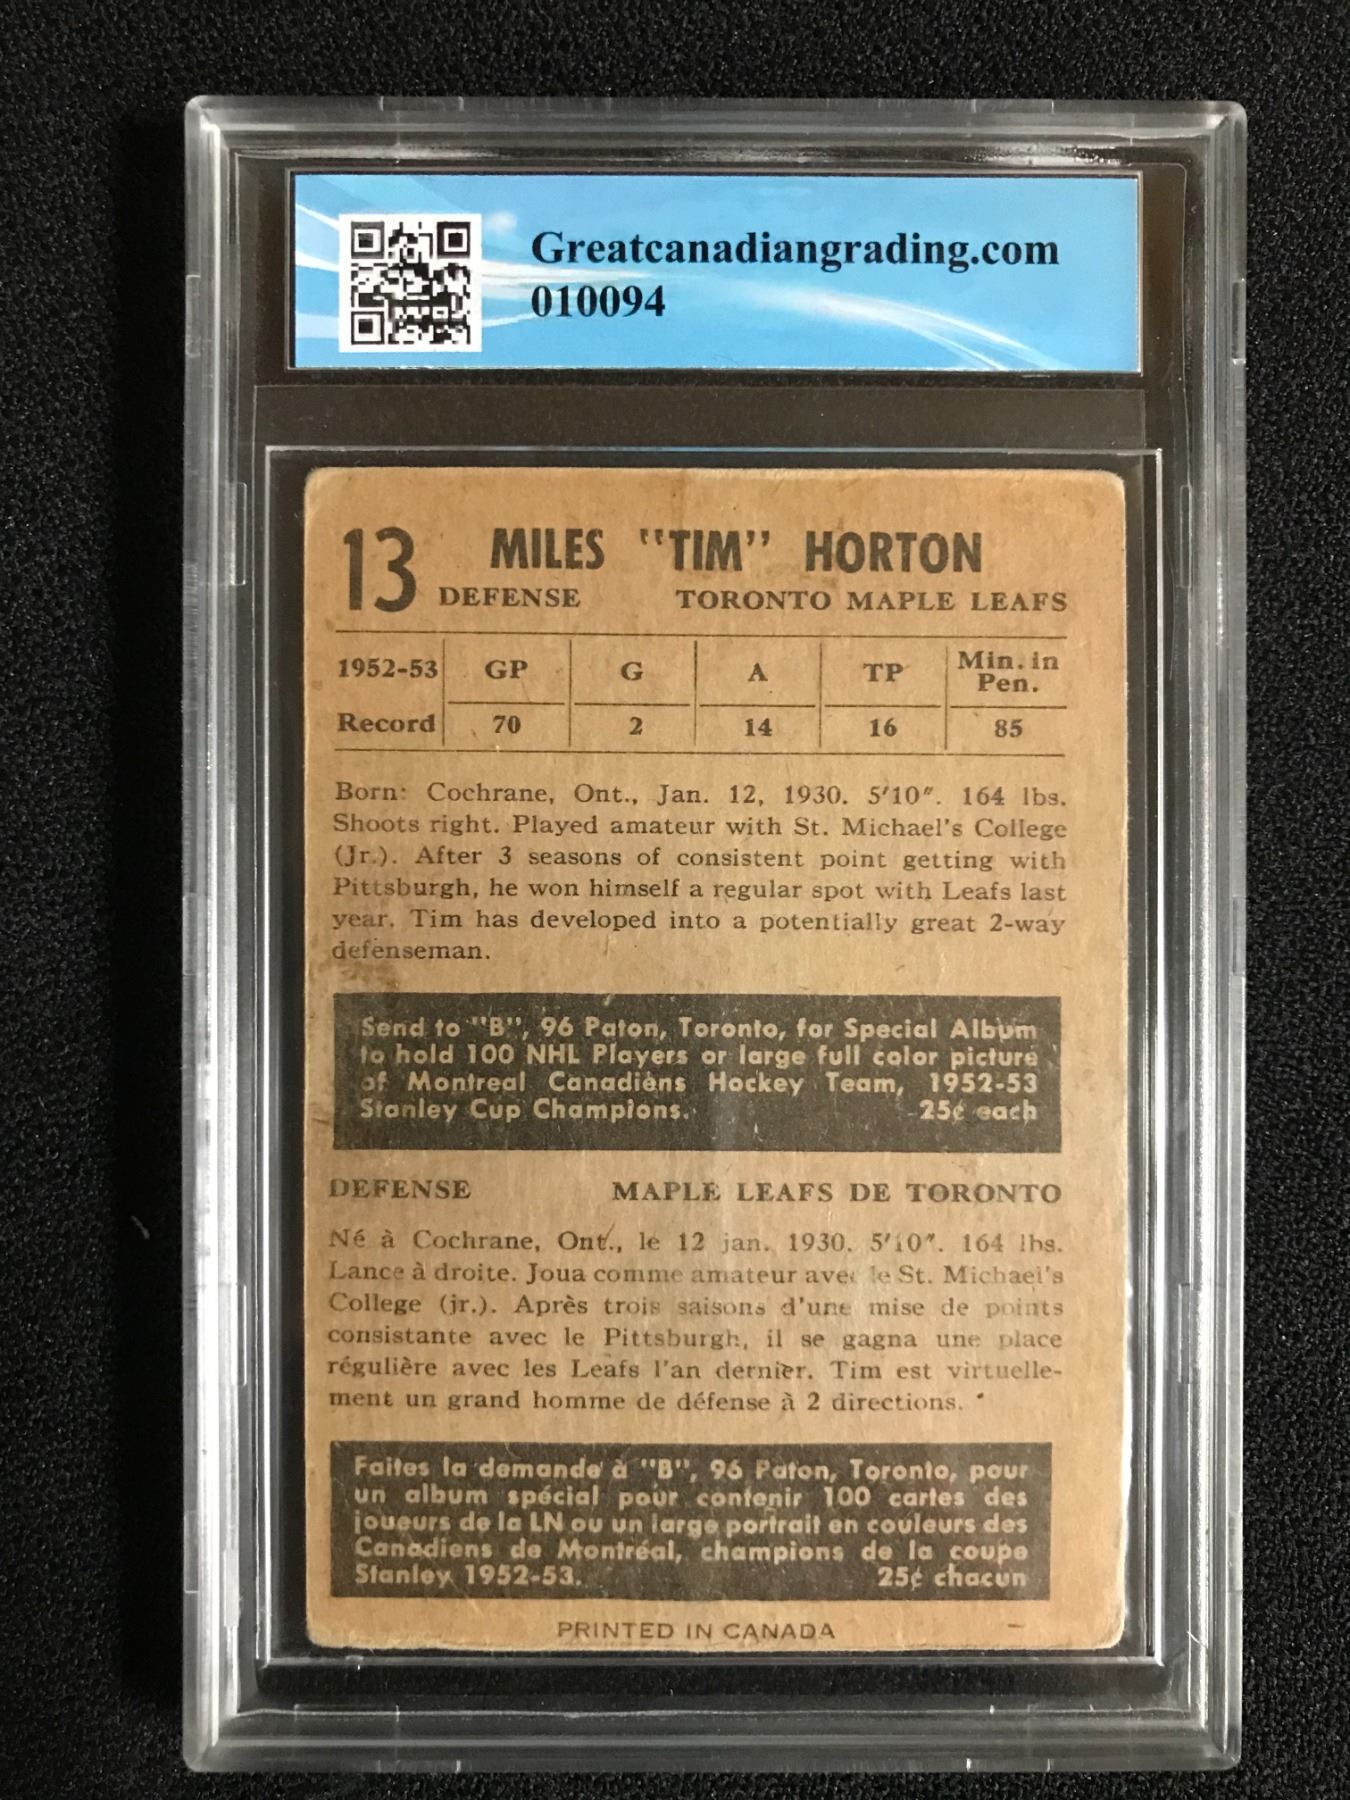 Greatcanadiangrading.com
010094
13 MILES "TIM" HORTON
DEFENSE TORONTO MAPLE LEAFS
1952-53 GP G A TP Min. in Pen.
Record 70 2 14 16 85
Born: Cochrane, Ont., Jan. 12, 1930. 5'10". 164 lbs.
Shoots right. Played amateur with St. Michael's College
(Jr.). After 3 seasons of consistent point getting with
Pittsburgh, he won himself a regular spot with Leafs last
year. Tim has developed into a potentially great 2-way
defenseman.
Send to "B", 96 Paton, Toronto, for Special Album
to hold 100 NHL Players or large full color picture
of Montreal Canadiens Hockey Team, 1952-53
Stanley Cup Champions. 25¢ each
DEFENSE MAPLE LEAFS DE TORONTO
Né à Cochrane, Ont., le 12 jan. 1930. 5'10". 164 lbs.
Lance à droite. Joua comme amateur avec le St. Michael's
College (jr.). Après trois saisons d'une mise de points
consistante avec le Pittsburgh, il se gagna une place
régulière avec les Leafs l'an dernier. Tim est virtuelle-
ment un grand homme de défense à 2 directions.
Faites la demande à "B", 96 Paton, Toronto, pour
un album spécial pour contenir 100 cartes des
joueurs de la LN ou un large portrait en couleurs des
Canadiens de Montréal, champions de la coupe
Stanley 1952-53. 25¢ chacun
PRINTED IN CANADA